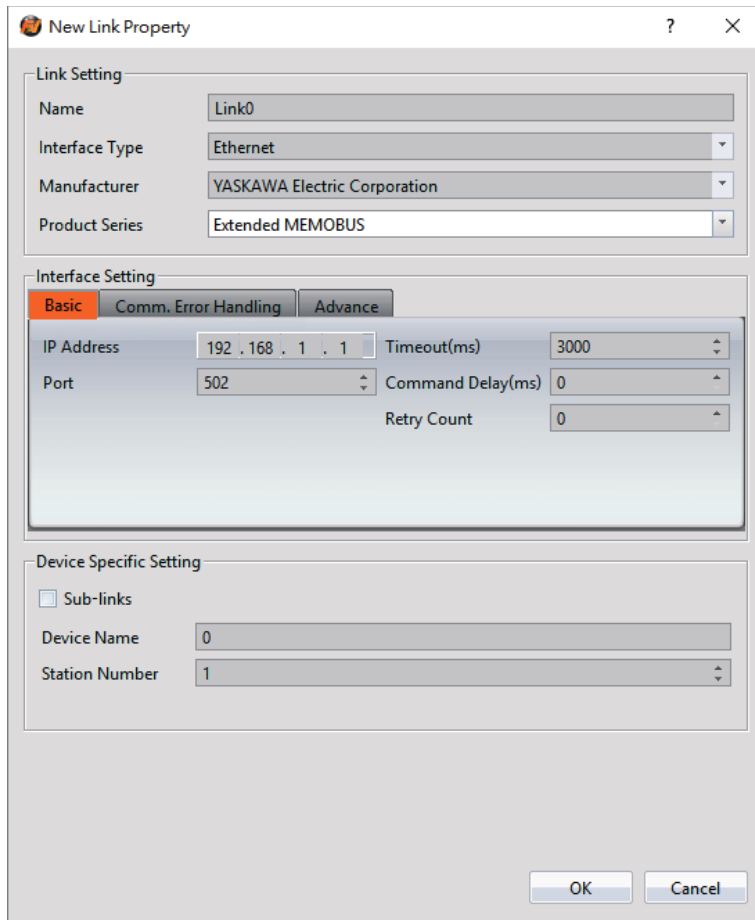 New Link Property ?
Link Setting
Name Link0
Interface Type Ethernet
Manufacturer YASKAWA Electric Corporation
Product Series Extended MEMOBUS
Interface Setting
Basic Comm. Error Handling Advance
IP Address 192 . 168 . 1 . 1 Timeout(ms) 3000
Port 502 Command Delay(ms) 0
Retry Count 0
Device Specific Setting
Sub-links
Device Name 0
Station Number 1
OK Cancel